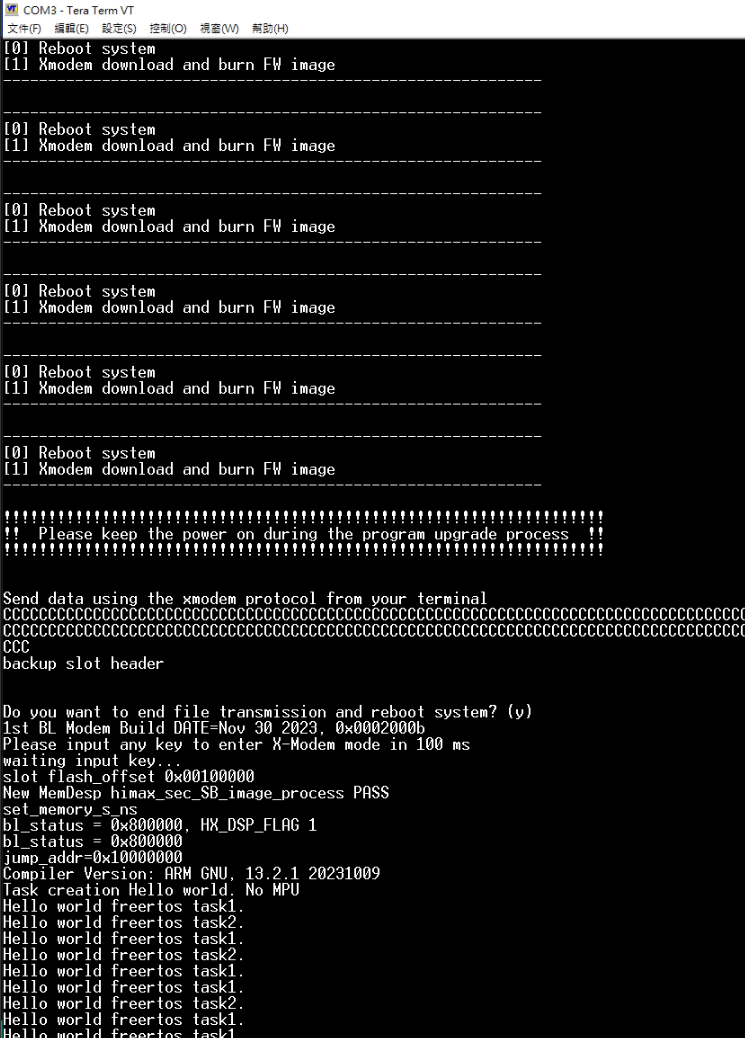 COM3 - Tera Term VT
文件(F) 編輯(E) 設定(S) 控制(O) 視窗(W) 幫助(H)
[0] Reboot system
[1] Xmodem download and burn FW image
------------------------------------------------------------

------------------------------------------------------------
[0] Reboot system
[1] Xmodem download and burn FW image
------------------------------------------------------------

------------------------------------------------------------
[0] Reboot system
[1] Xmodem download and burn FW image
------------------------------------------------------------

------------------------------------------------------------
[0] Reboot system
[1] Xmodem download and burn FW image
------------------------------------------------------------

------------------------------------------------------------
[0] Reboot system
[1] Xmodem download and burn FW image
------------------------------------------------------------

------------------------------------------------------------
[0] Reboot system
[1] Xmodem download and burn FW image
------------------------------------------------------------

!!!!!!!!!!!!!!!!!!!!!!!!!!!!!!!!!!!!!!!!!!!!!!!!!!!!!!!!!!!!!!!!!!!
!!  Please keep the power on during the program upgrade process  !!
!!!!!!!!!!!!!!!!!!!!!!!!!!!!!!!!!!!!!!!!!!!!!!!!!!!!!!!!!!!!!!!!!!!

Send data using the xmodem protocol from your terminal
CCCCCCCCCCCCCCCCCCCCCCCCCCCCCCCCCCCCCCCCCCCCCCCCCCCCCCCCCCCCCCCCCCCCCCCCCCCCCCCCCCC
CCCCCCCCCCCCCCCCCCCCCCCCCCCCCCCCCCCCCCCCCCCCCCCCCCCCCCCCCCCCCCCCCCCCCCCCCCCCCCCCCCC
CCC
backup slot header

Do you want to end file transmission and reboot system? (y)
1st BL Modem Build DATE=Nov 30 2023, 0x0002000b
Please input any key to enter X-Modem mode in 100 ms
waiting input key...
slot flash_offset 0x00100000
New MemDesp himax_sec_SB_image_process PASS
set_memory_s_ns
bl_status = 0x800000, HX_DSP_FLAG 1
bl_status = 0x800000
jump_addr=0x10000000
Compiler Version: ARM GNU, 13.2.1 20231009
Task creation Hello world. No MPU
Hello world freertos task1.
Hello world freertos task2.
Hello world freertos task1.
Hello world freertos task2.
Hello world freertos task1.
Hello world freertos task1.
Hello world freertos task2.
Hello world freertos task1.
Hello world freertos task1